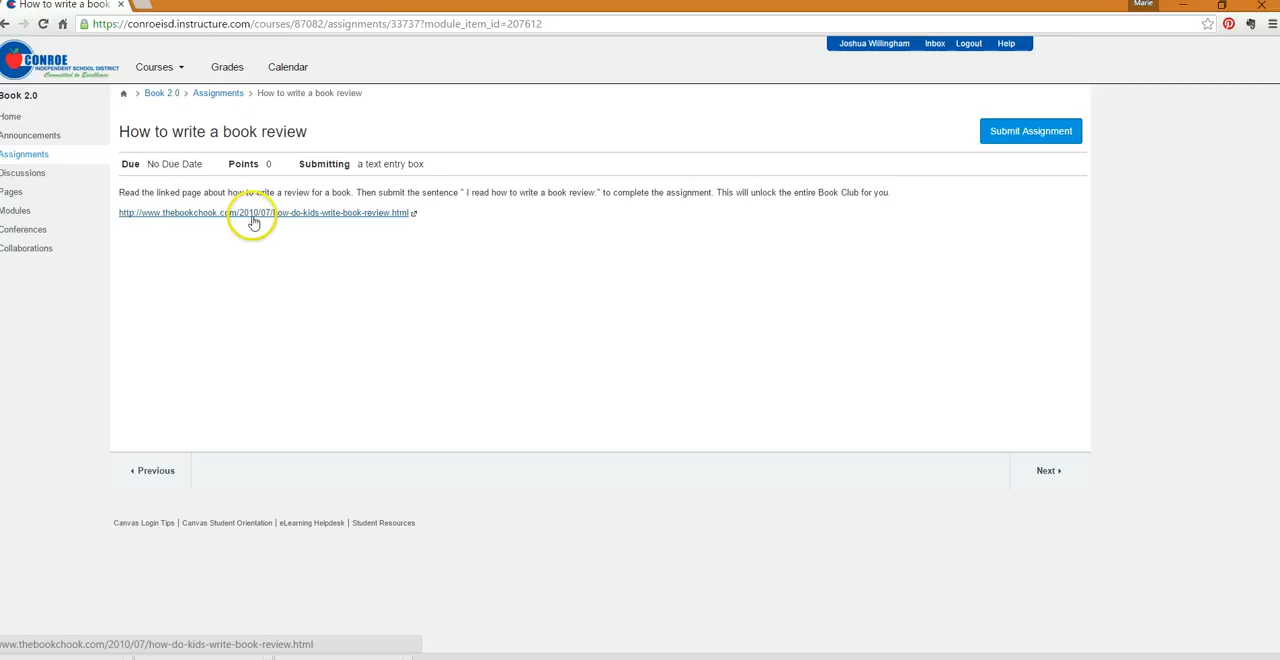 How to write a book
Marie
https://conroeisd.instructure.com/courses/87082/assignments/33737?module_item_id=207612
Joshua Willingham Inbox Logout Help
CONROE
INDEPENDENT SCHOOL DISTRICT
Committed to Excellence
Courses Grades Calendar
Book 2.0
Book 2.0 > Assignments > How to write a book review
Home
Announcements
Assignments
Discussions
Pages
Modules
Conferences
Collaborations
How to write a book review
Submit Assignment
Due No Due Date Points 0 Submitting a text entry box
Read the linked page about how to write a review for a book. Then submit the sentence " I read how to write a book review." to complete the assignment. This will unlock the entire Book Club for you.
http://www.thebookchook.com/2010/07/how-do-kids-write-book-review.html
Previous Next
Canvas Login Tips | Canvas Student Orientation | eLearning Helpdesk | Student Resources
www.thebookchook.com/2010/07/how-do-kids-write-book-review.html